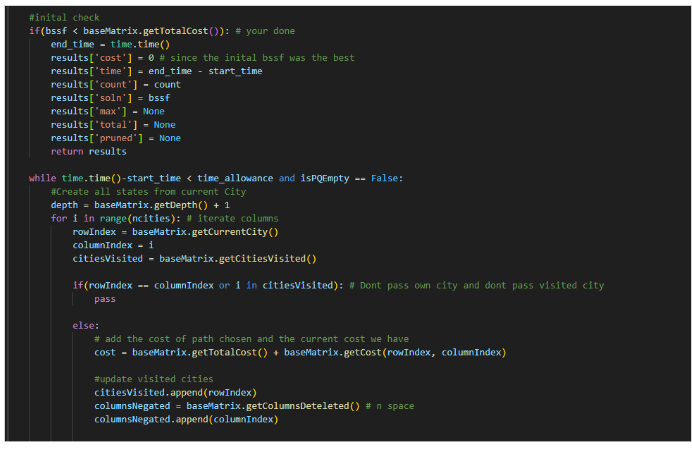 #inital check
if(bssf < baseMatrix.getTotalCost()): # your done
    end_time = time.time()
    results['cost'] = 0 # since the inital bssf was the best
    results['time'] = end_time - start_time
    results['count'] = count
    results['soln'] = bssf
    results['max'] = None
    results['total'] = None
    results['pruned'] = None
    return results

while time.time()-start_time < time_allowance and isPQEmpty == False:
    #Create all states from current City
    depth = baseMatrix.getDepth() + 1
    for i in range(ncities): # iterate columns
        rowIndex = baseMatrix.getCurrentCity()
        columnIndex = i
        citiesVisited = baseMatrix.getCitiesVisited()

        if(rowIndex == columnIndex or i in citiesVisited): # Dont pass own city and dont pass visited city
            pass

        else:
            # add the cost of path chosen and the current cost we have
            cost = baseMatrix.getTotalCost() + baseMatrix.getCost(rowIndex, columnIndex)

            #update visited cities
            citiesVisited.append(rowIndex)
            columnsNegated = baseMatrix.getColumnsDeteleted() # n space
            columnsNegated.append(columnIndex)